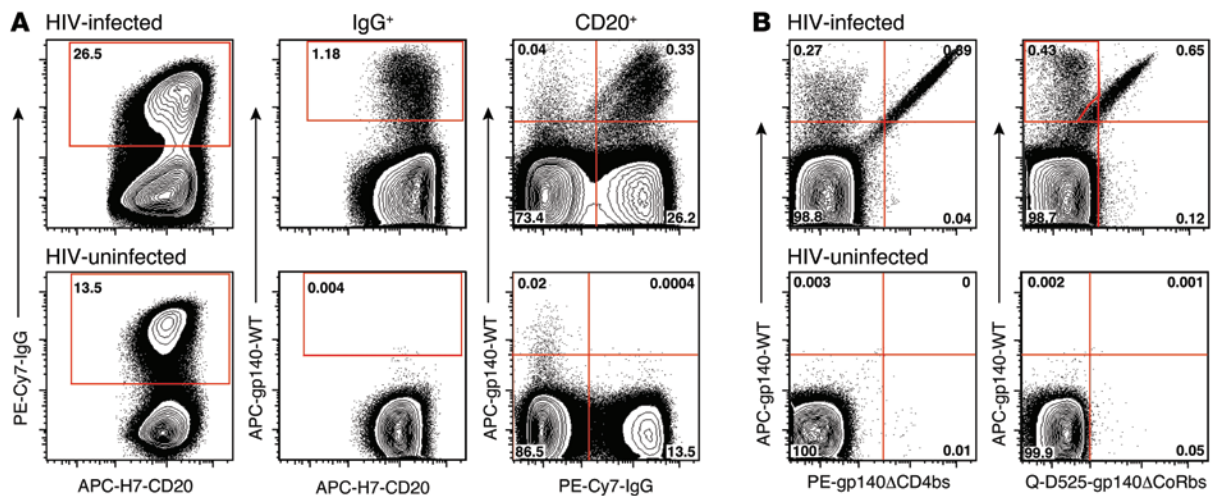 A HIV-infected IgG+ CD20+ B HIV-infected
26.5 1.18 0.04 0.33 0.27 0.89 0.43 0.65
73.4 26.2 98.8 0.04 98.7 0.12
HIV-uninfected HIV-uninfected
13.5 0.004 0.02 0.0004 0.003 0 0.002 0.001
86.5 13.5 100 0.01 99.9 0.05
PE-Cy7-IgG
APC-gp140-WT
APC-gp140-WT
APC-gp140-WT
APC-gp140-WT
APC-H7-CD20 APC-H7-CD20 PE-Cy7-IgG PE-gp140ΔCD4bs Q-D525-gp140ΔCoRbs